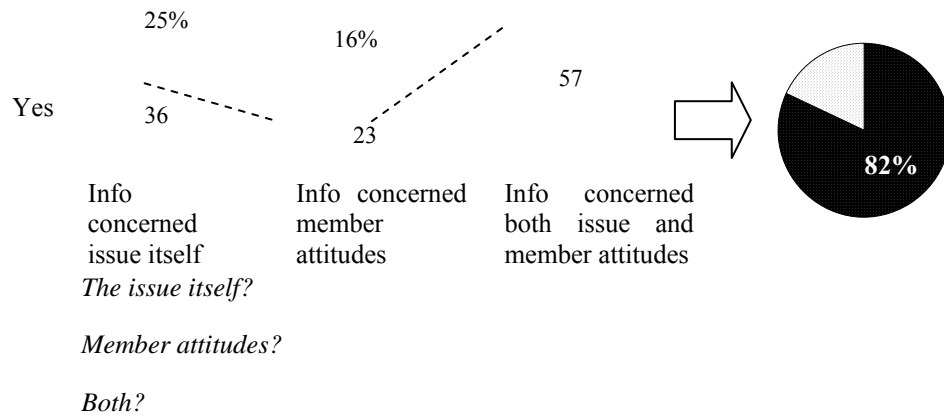 25%
16%
57
Yes
36
23
82%
Info
concerned
issue itself
Info concerned
member
attitudes
Info concerned
both issue and
member attitudes
The issue itself?
Member attitudes?
Both?